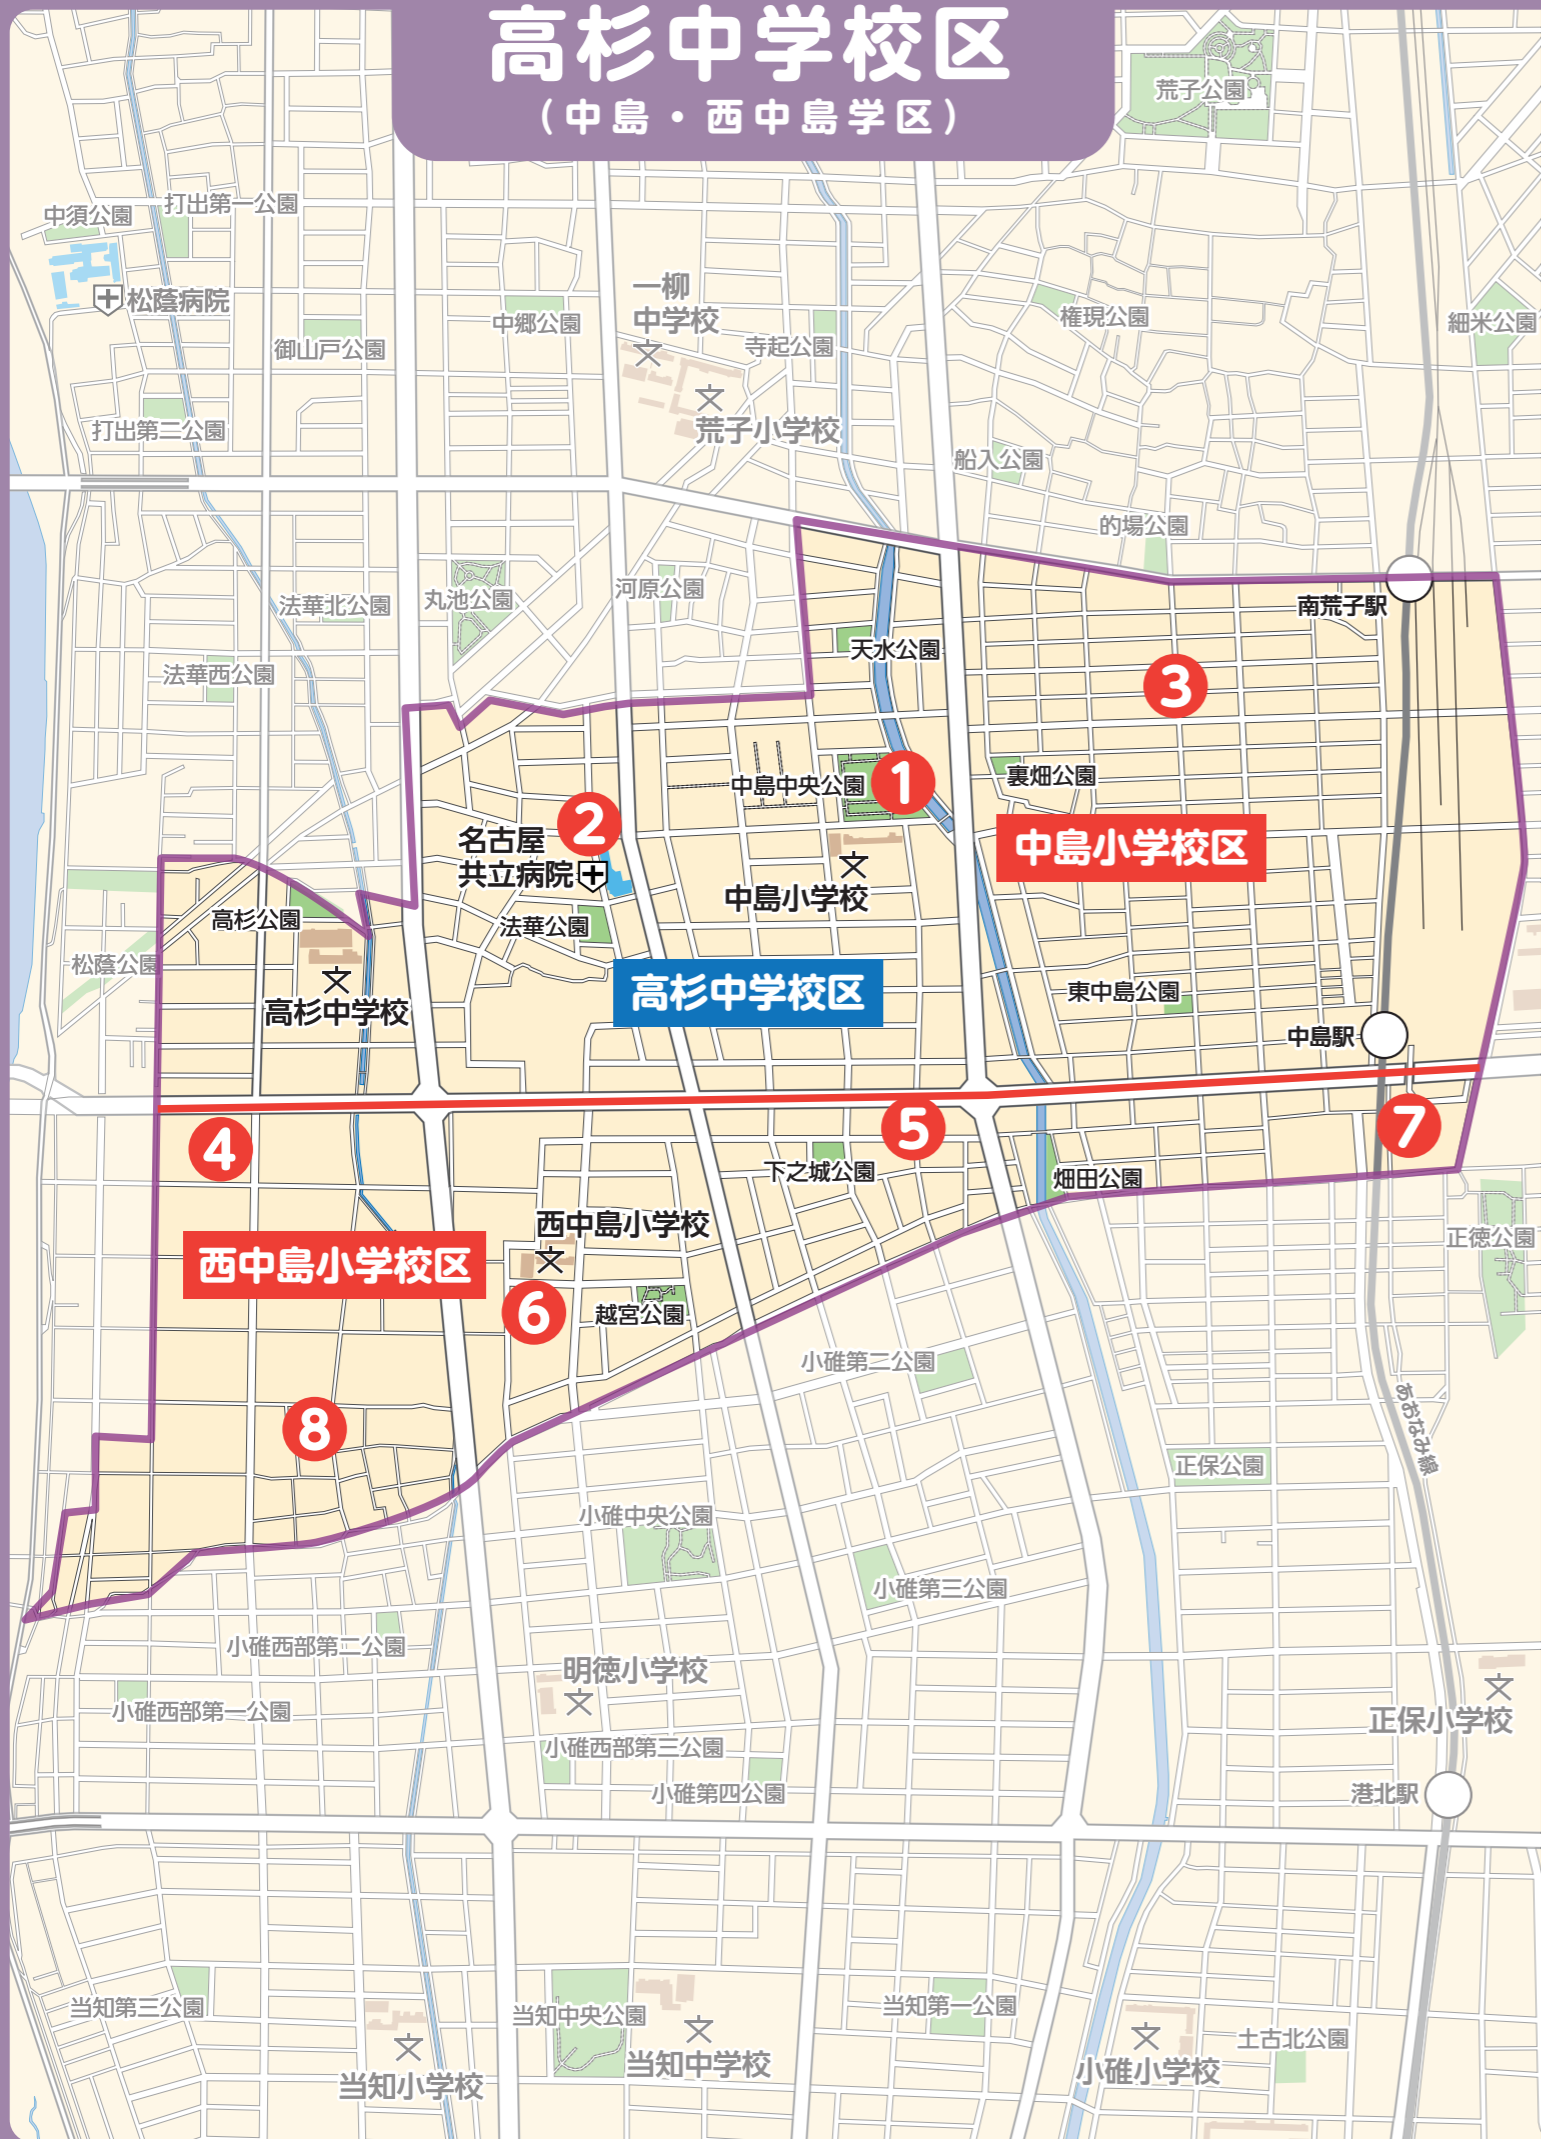 高杉中学校区
(中島・西中島学区)
荒子公園
中須公園
打出第一公園
松蔭病院
一柳
中学校
中郷公園
権現公園
細米公園
御山戸公園
寺起公園
打出第二公園
荒子小学校
船入公園
的場公園
法華北公園
丸池公園
河原公園
南荒子駅
天水公園
法華西公園
3
中島中央公園
1
裏畑公園
2
名古屋
共立病院
中島小学校区
中島小学校
高杉公園
法華公園
松蔭公園
高杉中学校
高杉中学校区
東中島公園
中島駅
4
5
7
下之城公園
畑田公園
西中島小学校
正徳公園
西中島小学校区
6
越宮公園
小碓第二公園
8
あおなみ線
正保公園
小碓中央公園
小碓第三公園
小碓西部第二公園
明徳小学校
小碓西部第一公園
正保小学校
小碓西部第三公園
小碓第四公園
港北駅
当知第三公園
当知中央公園
当知第一公園
土古北公園
当知中学校
小碓小学校
当知小学校